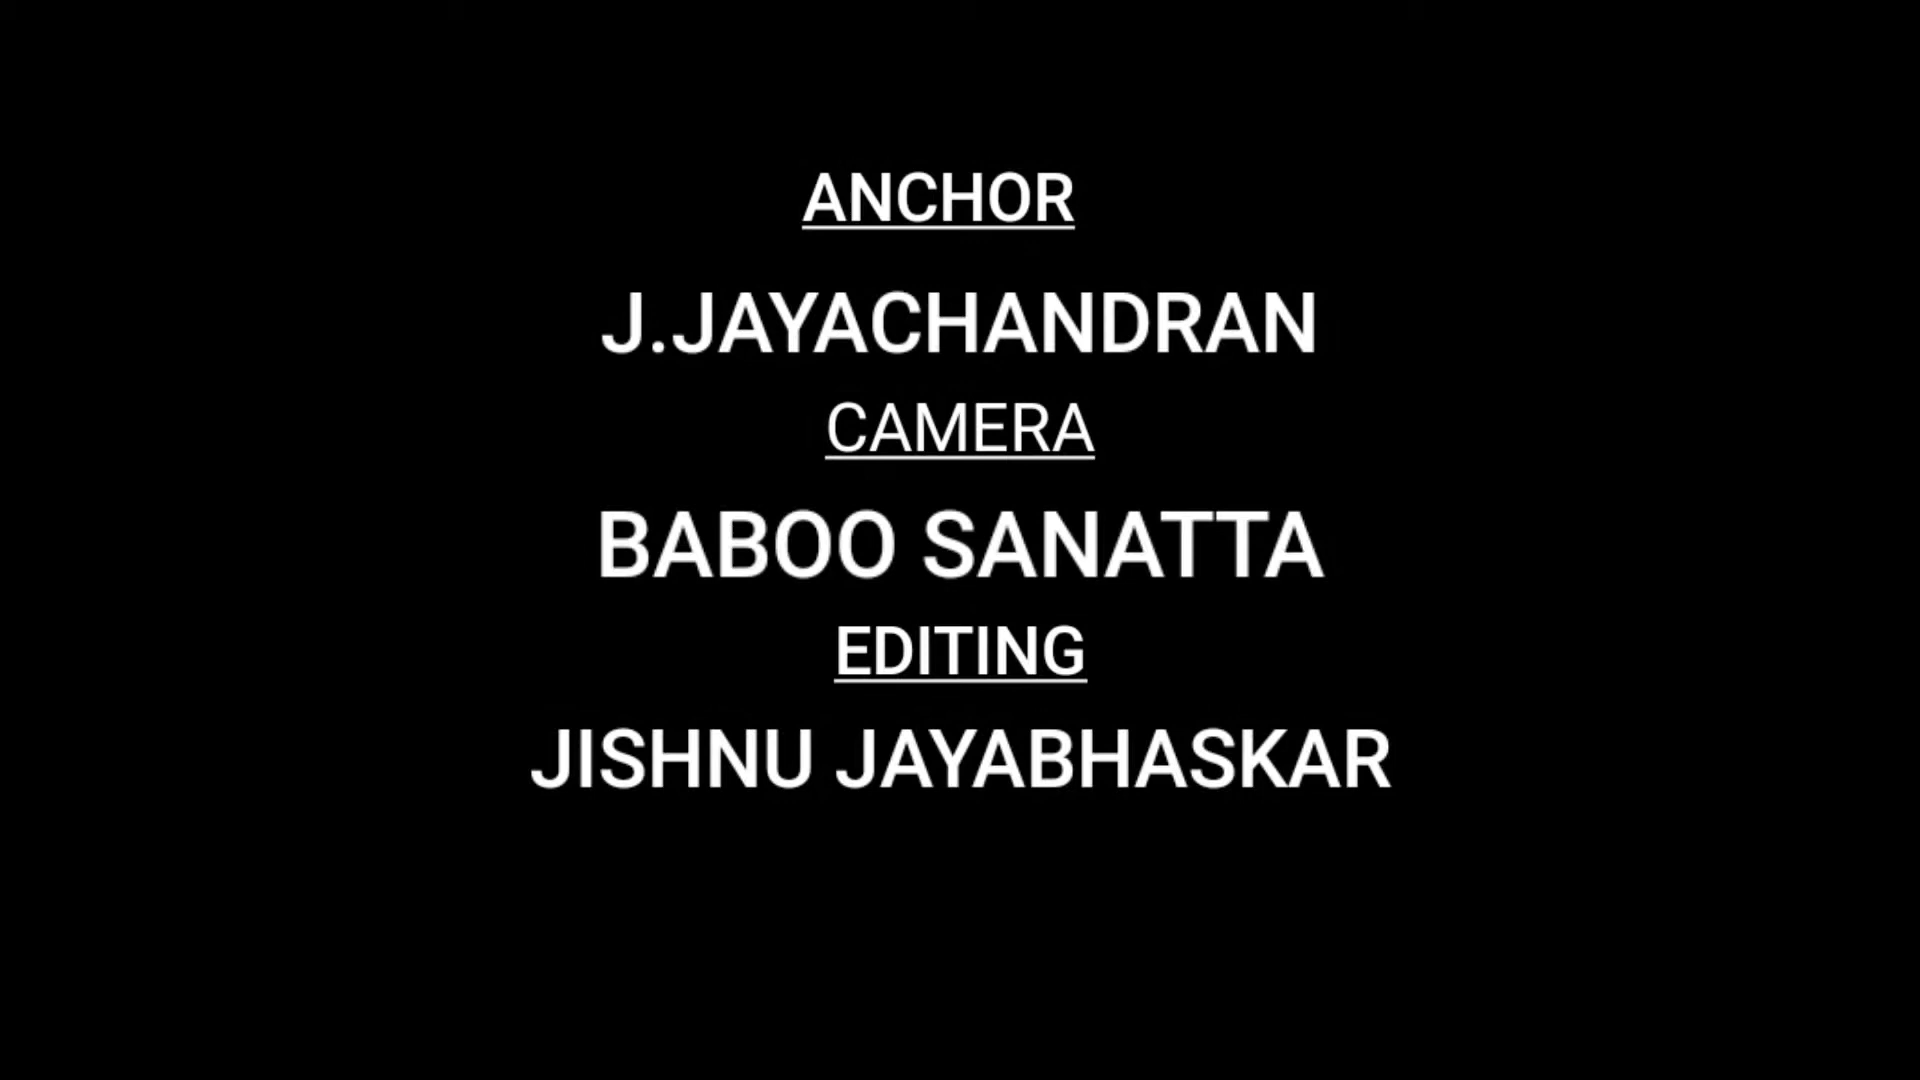 ANCHOR
J.JAYACHANDRAN
CAMERA
BABOO SANATTA
EDITING
JISHNU JAYABHASKAR